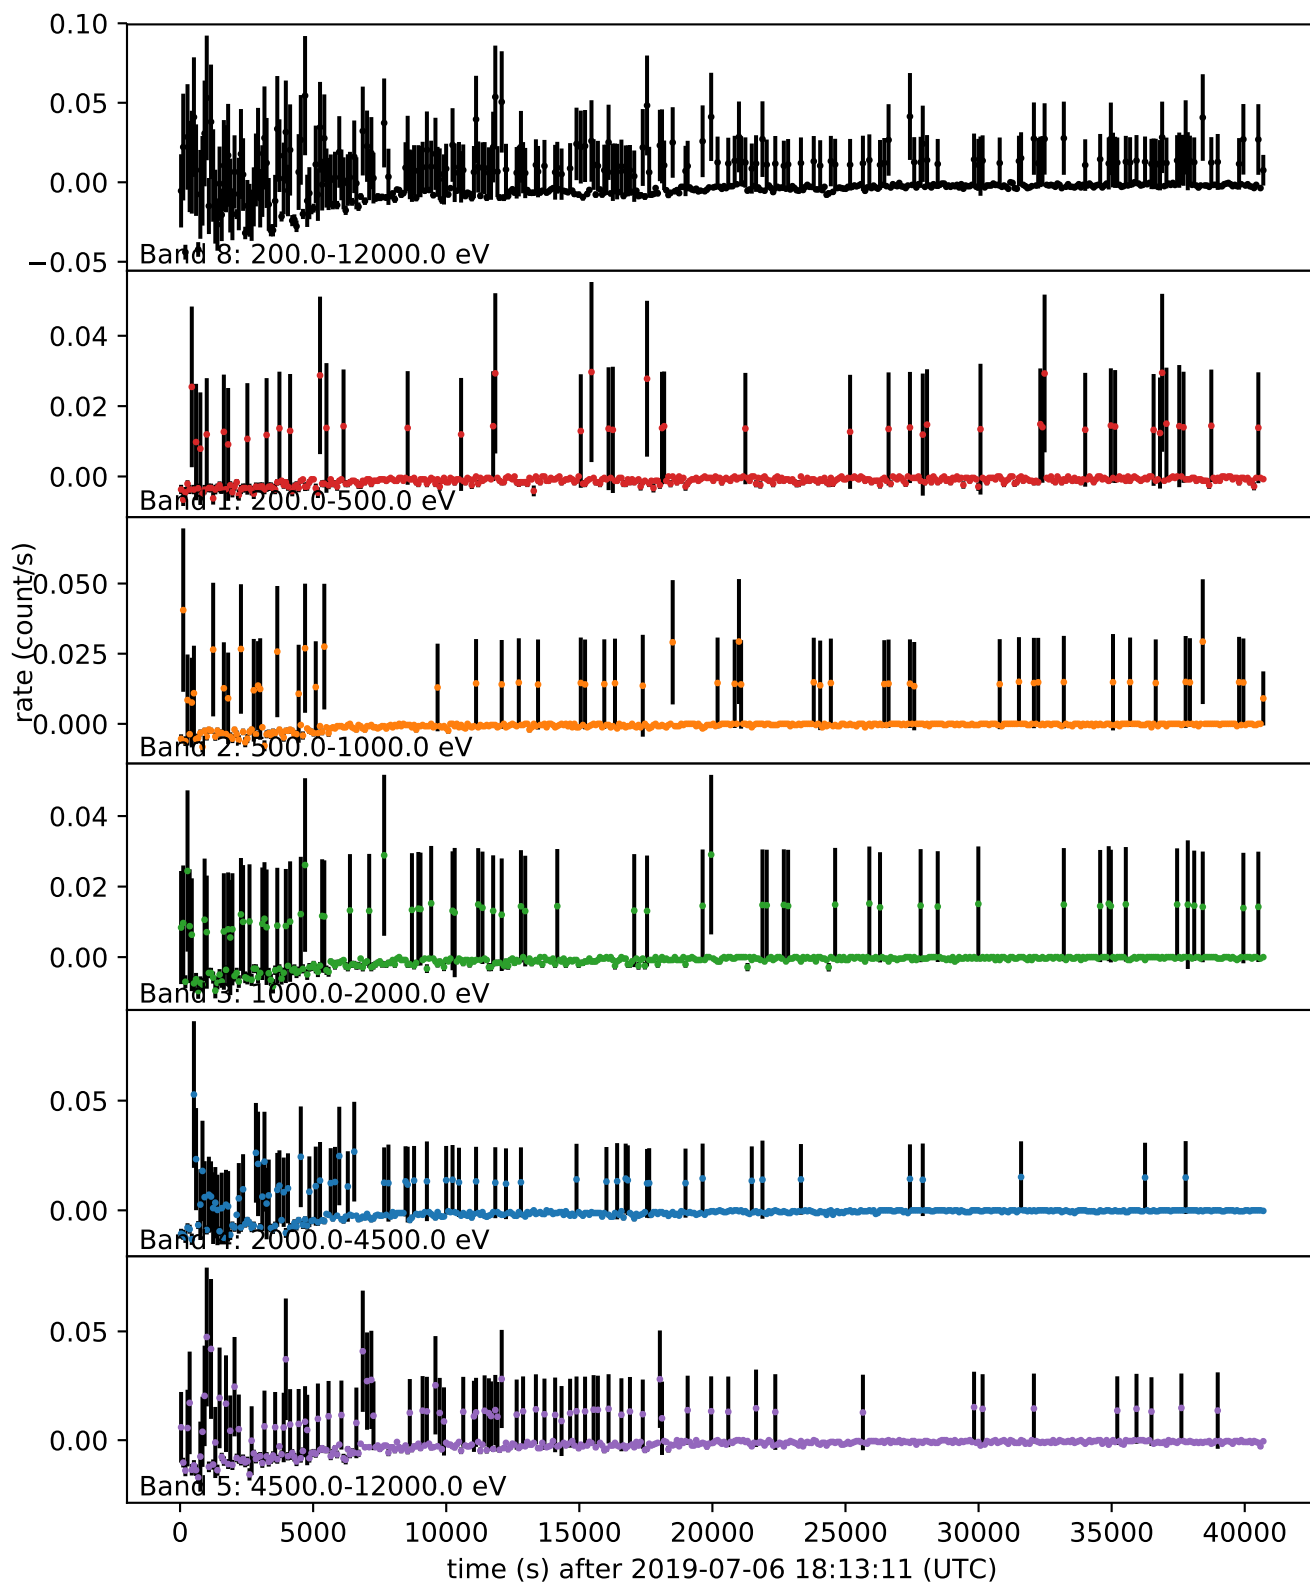 0.10
0.05
0.00
−0.05
Band 8: 200.0-12000.0 eV
0.04
0.02
0.00
Band 1: 200.0-500.0 eV
rate (count/s)
0.050
0.025
0.000
Band 2: 500.0-1000.0 eV
0.04
0.02
0.00
Band 3: 1000.0-2000.0 eV
0.05
0.00
Band 4: 2000.0-4500.0 eV
0.05
0.00
Band 5: 4500.0-12000.0 eV
0 5000 10000 15000 20000 25000 30000 35000 40000
time (s) after 2019-07-06 18:13:11 (UTC)